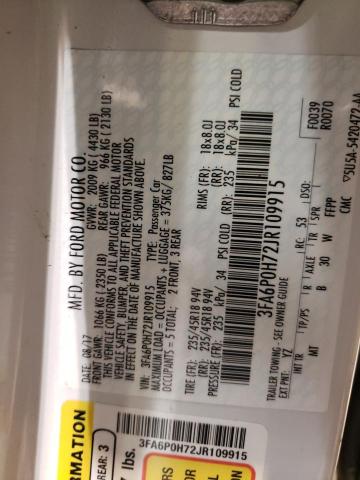 MFD. BY FORD MOTOR CO.
DATE: 08/17 GVWR: 2009 KG ( 4430 LB)
FRONT GAWR: 1066 KG ( 2350 LB) REAR GAWR: 966 KG ( 2130 LB)
THIS VEHICLE CONFORMS TO ALL APPLICABLE FEDERAL MOTOR
VEHICLE SAFETY, BUMPER, AND THEFT PREVENTION STANDARDS
IN EFFECT ON THE DATE OF MANUFACTURE SHOWN ABOVE.
VIN: 3FA6P0H72JR109915 TYPE: Passenger Car
MAXIMUM LOAD = OCCUPANTS + LUGGAGE = 375KG/ 827LB
OCCUPANTS = 5 TOTAL: 2 FRONT, 3 REAR
TIRE (FR): 235/45R18 94V RIMS (FR): 18x8.0J
(RR): 235/45R18 94V (RR): 18x8.0J
PRESSURE (FR): 235 kPa/ 34 PSI COLD
(RR): 235 kPa/ 34 PSI COLD
3FA6P0H72JR109915
F0039
R0070
TRAILER TOWING - SEE OWNER GUIDE
EXT PNT: YZ RC: 53 DSO:
MT TP/PS R AXLE TR SPR
B 30 W FFPP
CMC
3FA6P0H72JR109915
REAR: 3
lbs.